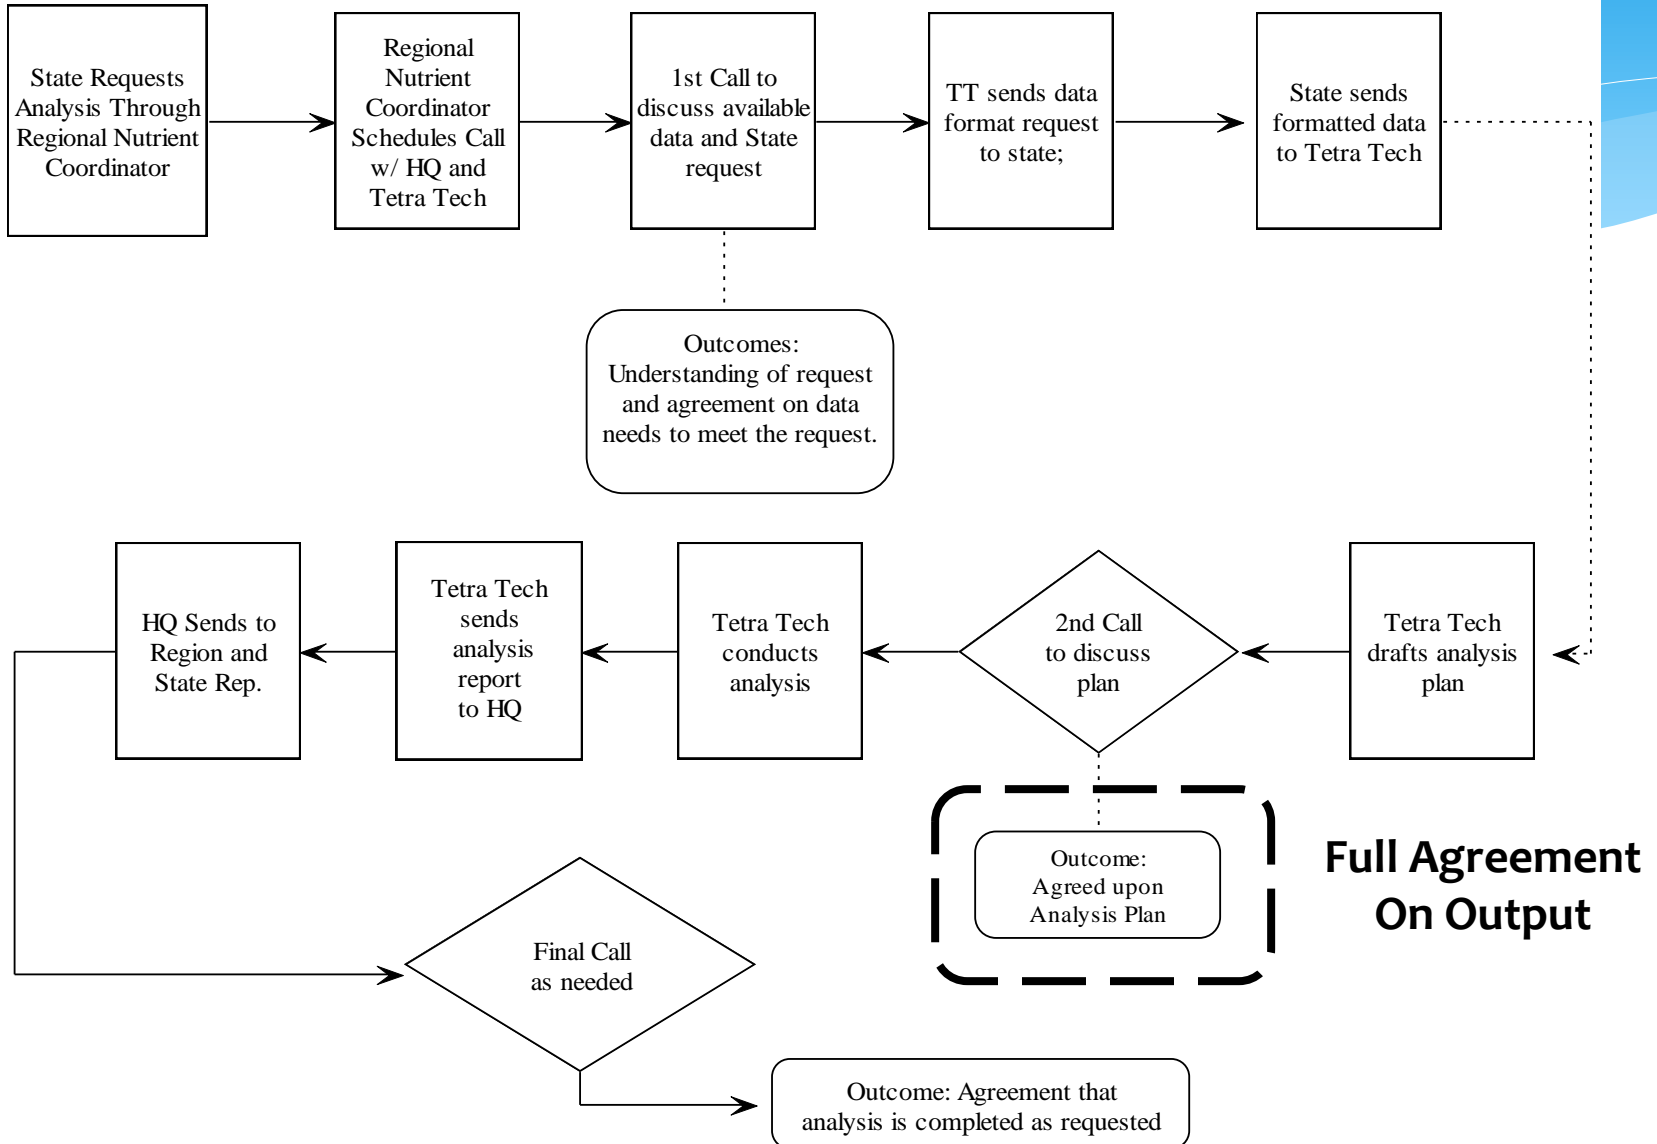 State Requests
Analysis Through
Regional Nutrient
Coordinator
Regional
Nutrient
Coordinator
Schedules Call
w/ HQ and
Tetra Tech
1st Call to
discuss available
data and State
request
TT sends data
format request
to state;
State sends
formatted data
to Tetra Tech
Outcomes:
Understanding of request
and agreement on data
needs to meet the request.
Tetra Tech
drafts analysis
plan
2nd Call
to discuss
plan
Tetra Tech
conducts
analysis
Tetra Tech
sends
analysis
report
to HQ
HQ Sends to
Region and
State Rep.
Outcome:
Agreed upon
Analysis Plan
Full Agreement
On Output
Final Call
as needed
Outcome: Agreement that
analysis is completed as requested